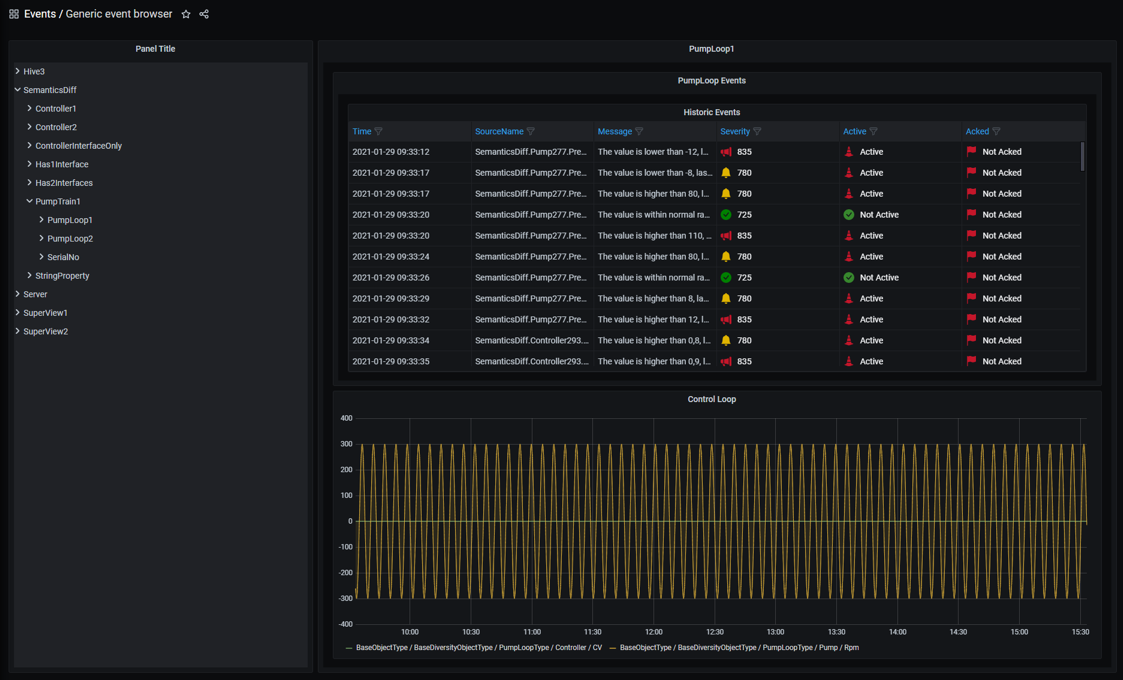 Events / Generic event browser
Panel Title
Hive3
SemanticsDiff
Controller1
Controller2
ControllerInterfaceOnly
Has1Interface
Has2Interfaces
PumpTrain1
PumpLoop1
PumpLoop2
SerialNo
StringProperty
Server
SuperView1
SuperView2
PumpLoop1
PumpLoop Events
Historic Events
Time SourceName Message Severity Active Acked
2021-01-29 09:33:12 SemanticsDiff.Pump277.Pre... The value is lower than -12, l... 835 Active Not Acked
2021-01-29 09:33:17 SemanticsDiff.Pump277.Pre... The value is lower than -8, las... 780 Active Not Acked
2021-01-29 09:33:17 SemanticsDiff.Pump277.Pre... The value is higher than 80, l... 780 Active Not Acked
2021-01-29 09:33:20 SemanticsDiff.Pump277.Pre... The value is within normal ra... 725 Not Active Not Acked
2021-01-29 09:33:20 SemanticsDiff.Pump277.Pre... The value is higher than 110, ... 835 Active Not Acked
2021-01-29 09:33:24 SemanticsDiff.Pump277.Pre... The value is higher than 80, l... 780 Active Not Acked
2021-01-29 09:33:26 SemanticsDiff.Pump277.Pre... The value is within normal ra... 725 Not Active Not Acked
2021-01-29 09:33:29 SemanticsDiff.Pump277.Pre... The value is higher than 8, la... 780 Active Not Acked
2021-01-29 09:33:32 SemanticsDiff.Pump277.Pre... The value is higher than 12, l... 835 Active Not Acked
2021-01-29 09:33:34 SemanticsDiff.Controller293.... The value is higher than 0,8, l... 780 Active Not Acked
2021-01-29 09:33:35 SemanticsDiff.Controller293.... The value is higher than 0,9, l... 835 Active Not Acked
Control Loop
400
300
200
100
0
-100
-200
-300
-400
10:00 10:30 11:00 11:30 12:00 12:30 13:00 13:30 14:00 14:30 15:00 15:30
BaseObjectType / BaseDiversityObjectType / PumpLoopType / Controller / CV BaseObjectType / BaseDiversityObjectType / PumpLoopType / Pump / Rpm